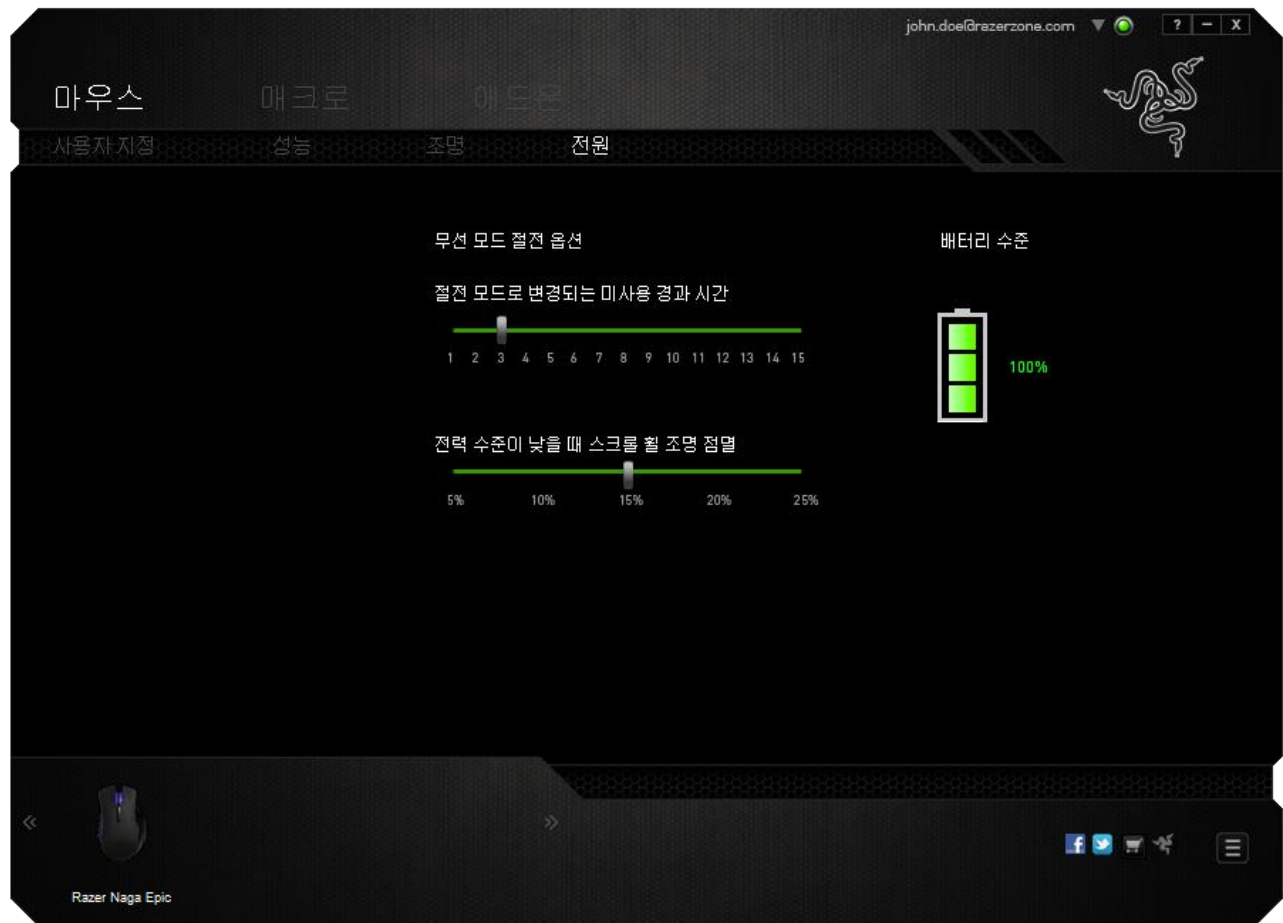 john.doe@razerzone.com ? – X
마우스 매크로 애드온
사용자 지정 성능 조명 전원
무선 모드 절전 옵션
배터리 수준
절전 모드로 변경되는 미사용 경과 시간
1 2 3 4 5 6 7 8 9 10 11 12 13 14 15
100%
전력 수준이 낮을 때 스크롤 휠 조명 점멸
5% 10% 15% 20% 25%
Razer Naga Epic